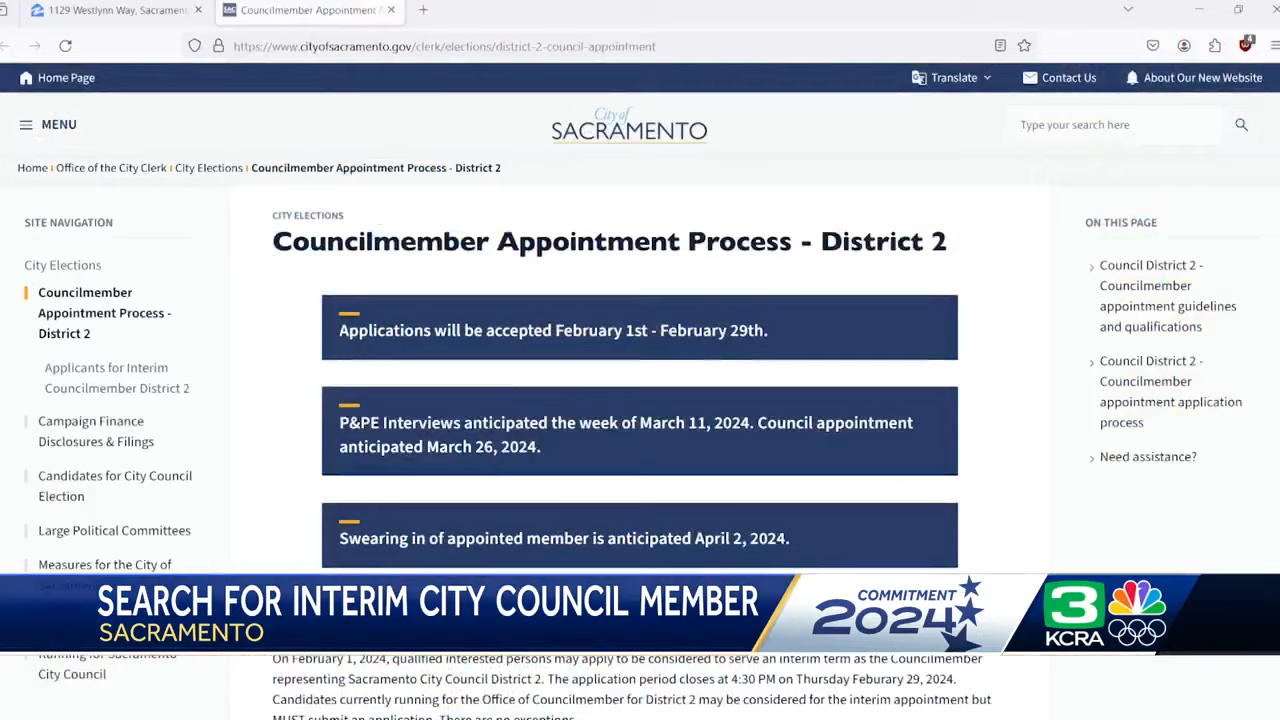 1129 Westlynn Way, Sacrament
Councilmember Appointment
https://www.cityofsacramento.gov/clerk/elections/district-2-council-appointment
4
Home Page
Translate
Contact Us
About Our New Website
MENU
City of
SACRAMENTO
Type your search here
Home | Office of the City Clerk | City Elections | Councilmember Appointment Process - District 2
SITE NAVIGATION
City Elections
Councilmember
Appointment Process -
District 2
Applicants for Interim
Councilmember District 2
Campaign Finance
Disclosures & Filings
Candidates for City Council
Election
Large Political Committees
Measures for the City of
City Council
CITY ELECTIONS
Councilmember Appointment Process - District 2
Applications will be accepted February 1st - February 29th.
P&PE Interviews anticipated the week of March 11, 2024. Council appointment
anticipated March 26, 2024.
Swearing in of appointed member is anticipated April 2, 2024.
ON THIS PAGE
Council District 2 -
Councilmember
appointment guidelines
and qualifications
Council District 2 -
Councilmember
appointment application
process
Need assistance?
SEARCH FOR INTERIM CITY COUNCIL MEMBER
SACRAMENTO
COMMITMENT
2024
3
KCRA
On February 1, 2024, qualified interested persons may apply to be considered to serve an interim term as the Councilmember
representing Sacramento City Council District 2. The application period closes at 4:30 PM on Thursday Feburary 29, 2024.
Candidates currently running for the Office of Councilmember for District 2 may be considered for the interim appointment but
MUST submit an application. There are no exceptions.